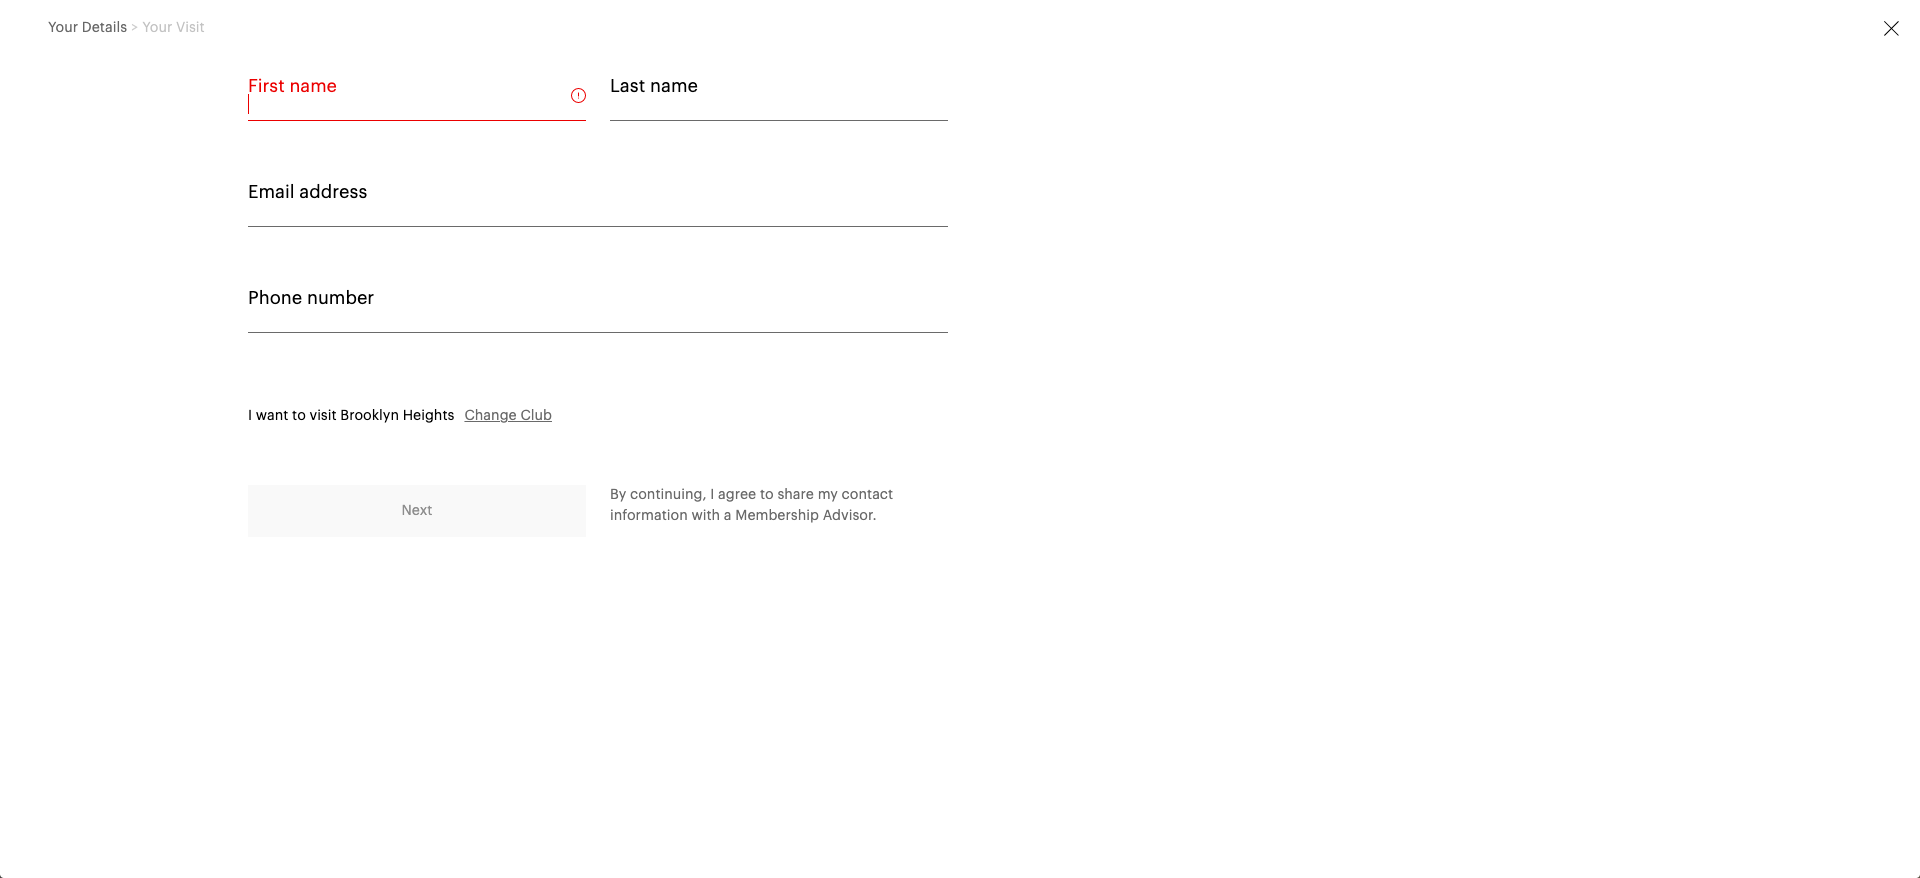 Your Details > Your Visit
First name
Last name
Email address
Phone number
I want to visit Brooklyn Heights Change Club
Next
By continuing, I agree to share my contact
information with a Membership Advisor.